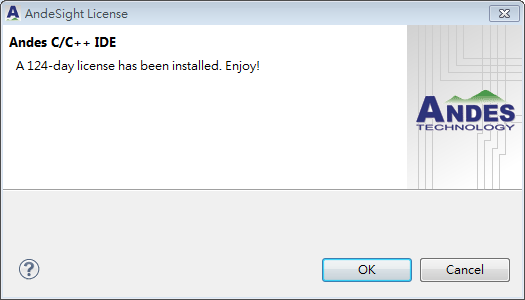 AndeSight License
Andes C/C++ IDE
A 124-day license has been installed. Enjoy!
ANDES
TECHNOLOGY
?
OK
Cancel